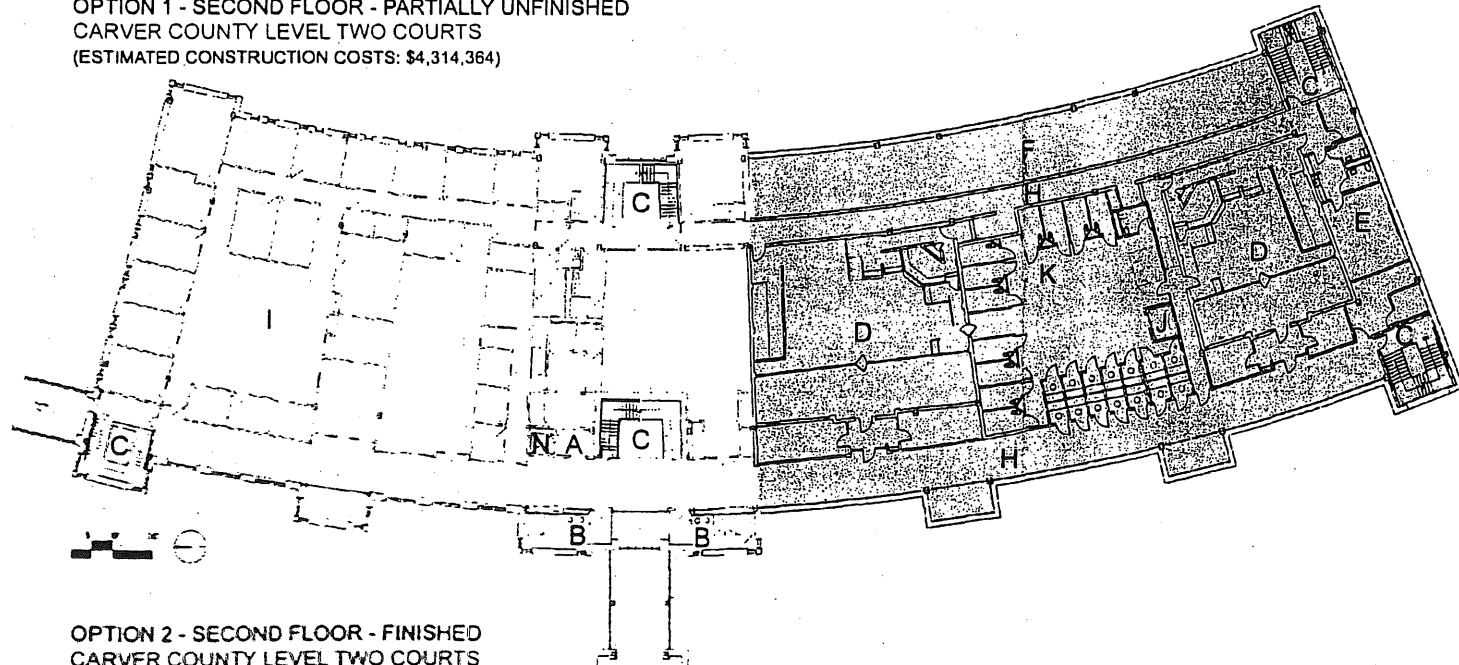 OPTION 1 - SECOND FLOOR - PARTIALLY UNFINISHED
CARVER COUNTY LEVEL TWO COURTS
(ESTIMATED CONSTRUCTION COSTS: $4,314,364)
C
F
C
H
E
K
D
I
D
J
C
N A C
C
H
B B
OPTION 2 - SECOND FLOOR - FINISHED
CARVER COUNTY LEVEL TWO COURTS